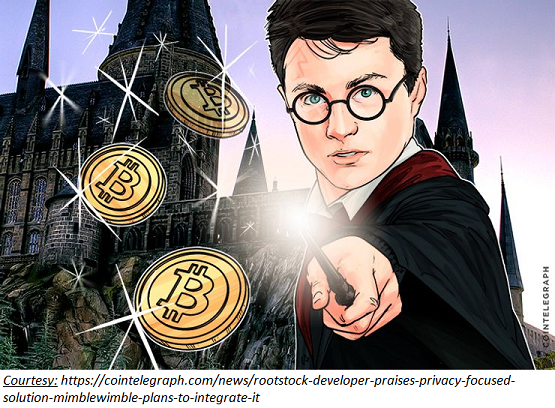 COINTELEGRAPH
Courtesy: https://cointelegraph.com/news/rootstock-developer-praises-privacy-focused-
solution-mimblewimble-plans-to-integrate-it